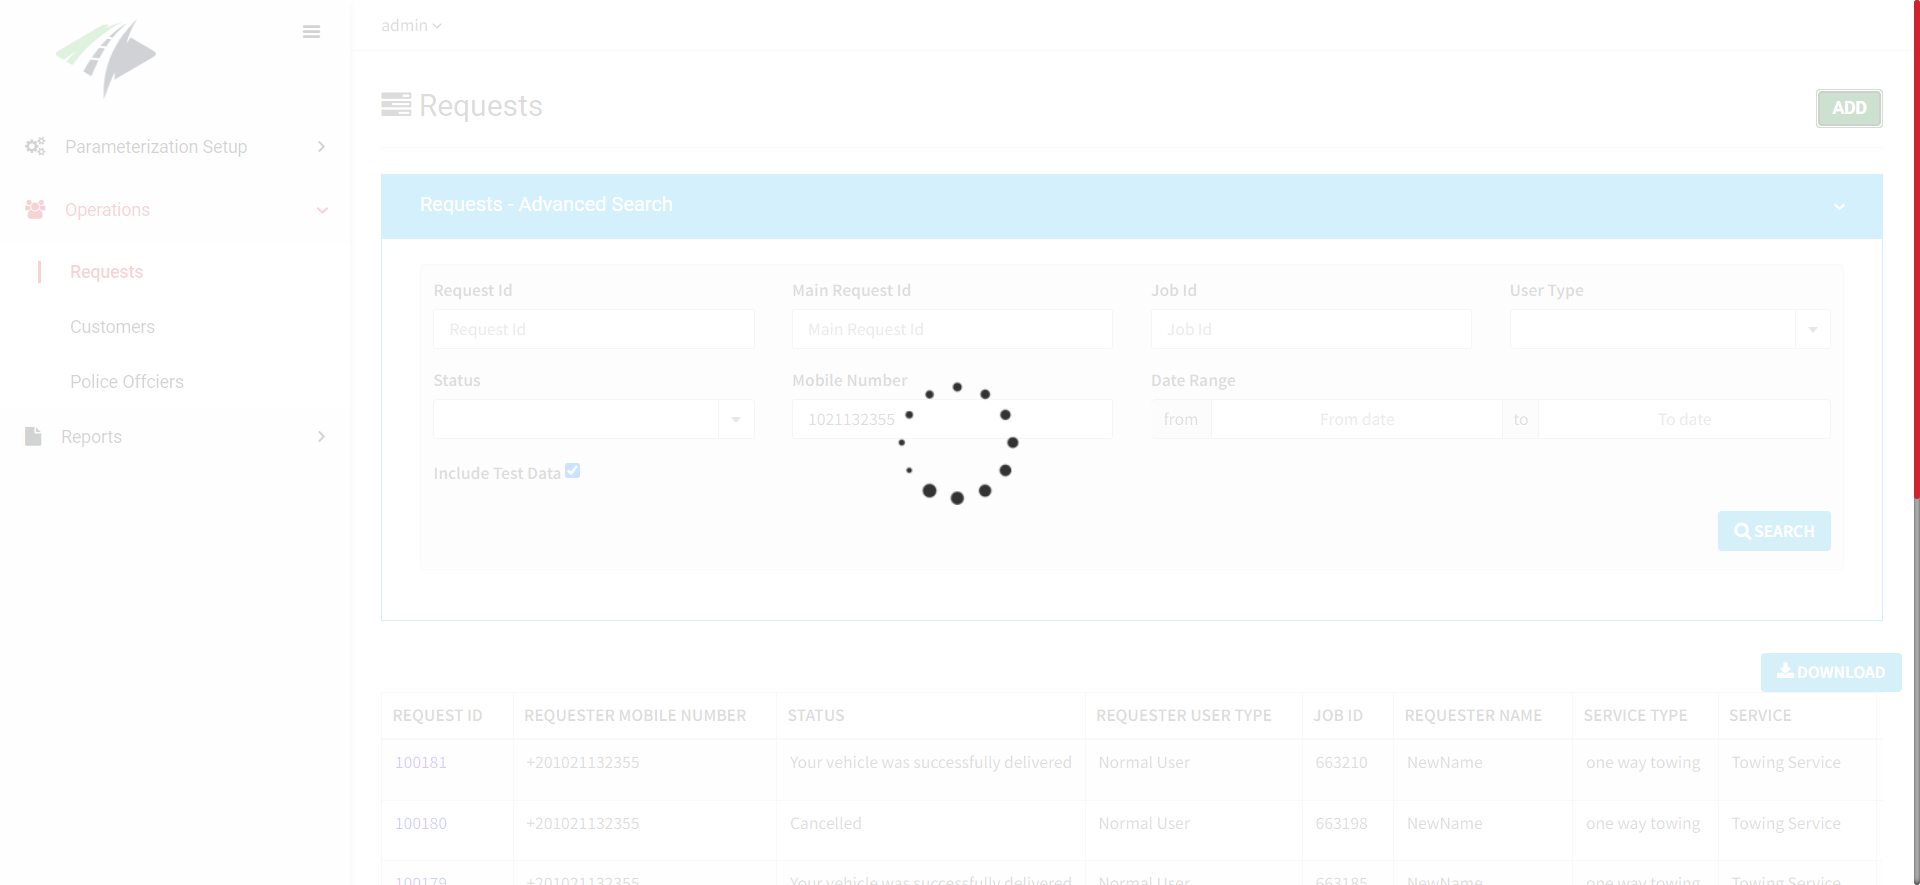 admin
Requests
ADD
Parameterization Setup
Operations
Requests
Customers
Police Offciers
Reports
Requests - Advanced Search
Request Id
Main Request Id
Job Id
User Type
Request Id
Main Request Id
Job Id
Status
Mobile Number
Date Range
1021132355
from
From date
to
To date
Include Test Data
SEARCH
DOWNLOAD
REQUEST ID REQUESTER MOBILE NUMBER STATUS REQUESTER USER TYPE JOB ID REQUESTER NAME SERVICE TYPE SERVICE
100181 +201021132355 Your vehicle was successfully delivered Normal User 663210 NewName one way towing Towing Service
100180 +201021132355 Cancelled Normal User 663198 NewName one way towing Towing Service
100179 +201021132355 Your vehicle was successfully delivered Normal User 663185 NewName one way towing Towing Service